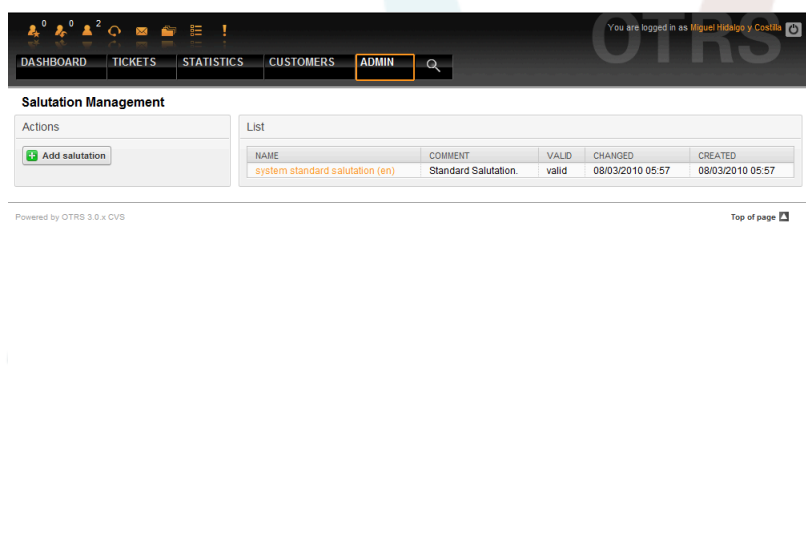 0 0 2
You are logged in as Miguel Hidalgo y Costilla
OTRS
DASHBOARD TICKETS STATISTICS CUSTOMERS ADMIN
Salutation Management
Actions
Add salutation
List
NAME COMMENT VALID CHANGED CREATED
system standard salutation (en) Standard Salutation. valid 08/03/2010 05:57 08/03/2010 05:57
Powered by OTRS 3.0.x CVS
Top of page